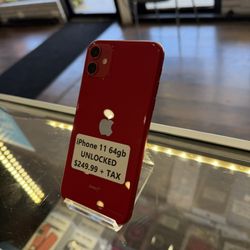 iPhone 11 64gb
UNLOCKED
$249.99 + TAX